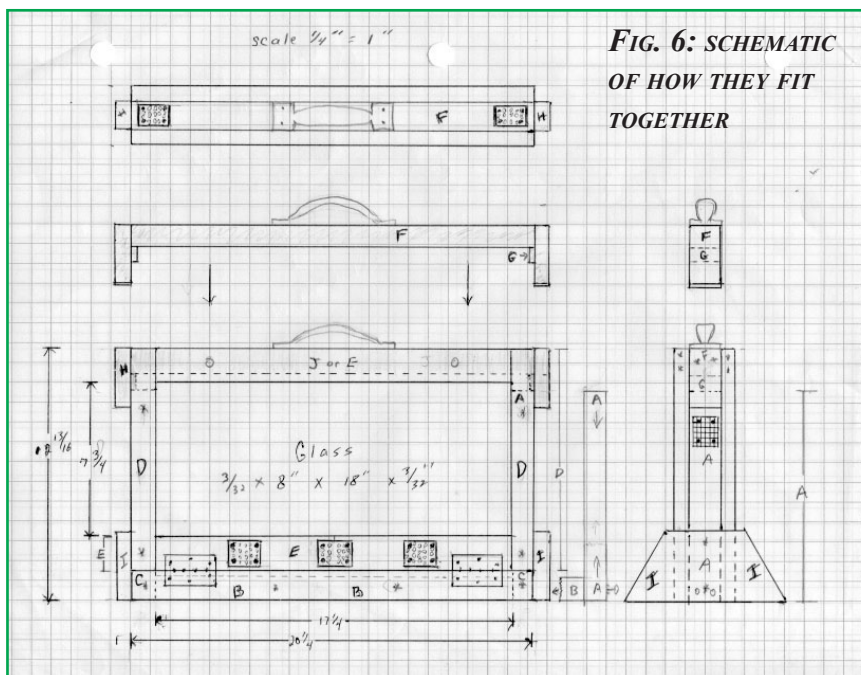 scale 1/4" = 1"
FIG. 6: SCHEMATIC
OF HOW THEY FIT
TOGETHER
H F H
F
G
F
G
J or E
H
A
F
G
A
D
Glass
D
D
A
A
3/32 x 8" x 18" x 3/32"
7 3/4
E
E
I
I
I
A
I
C
C
B
B
B
A
17 1/4
20 1/4